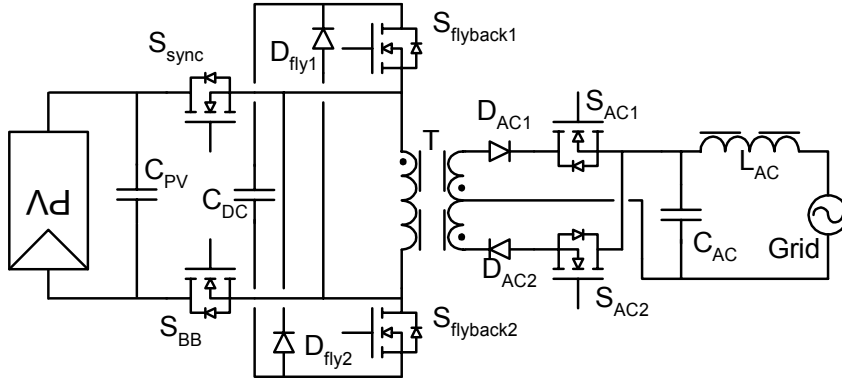 S_flyback1
D_fly1
S_sync
S_AC1
D_AC1
T
L_AC
PV
C_PV
C_DC
C_AC
Grid
D_AC2
S_AC2
S_BB
D_fly2
S_flyback2